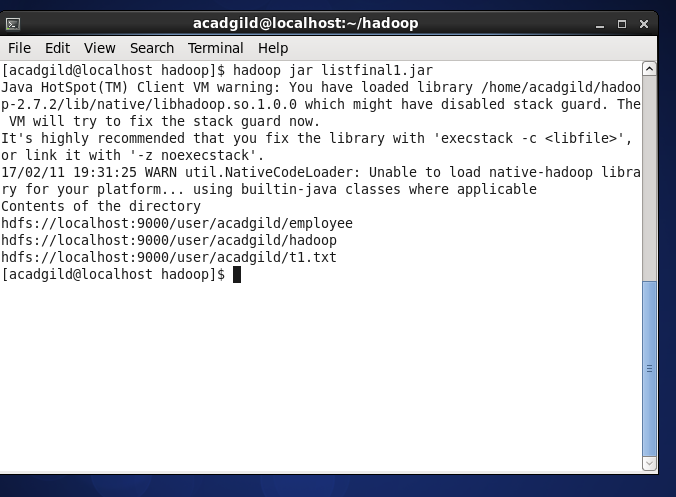 acadgild@localhost:~/hadoop
File Edit View Search Terminal Help
[acadgild@localhost hadoop]$ hadoop jar listfinal1.jar
Java HotSpot(TM) Client VM warning: You have loaded library /home/acadgild/hadoo
p-2.7.2/lib/native/libhadoop.so.1.0.0 which might have disabled stack guard. The
 VM will try to fix the stack guard now.
It's highly recommended that you fix the library with 'execstack -c <libfile>',
or link it with '-z noexecstack'.
17/02/11 19:31:25 WARN util.NativeCodeLoader: Unable to load native-hadoop libra
ry for your platform... using builtin-java classes where applicable
Contents of the directory
hdfs://localhost:9000/user/acadgild/employee
hdfs://localhost:9000/user/acadgild/hadoop
hdfs://localhost:9000/user/acadgild/t1.txt
[acadgild@localhost hadoop]$